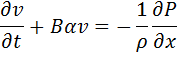 ∂v/∂t + Bαv = − 1/ρ ∂P/∂x